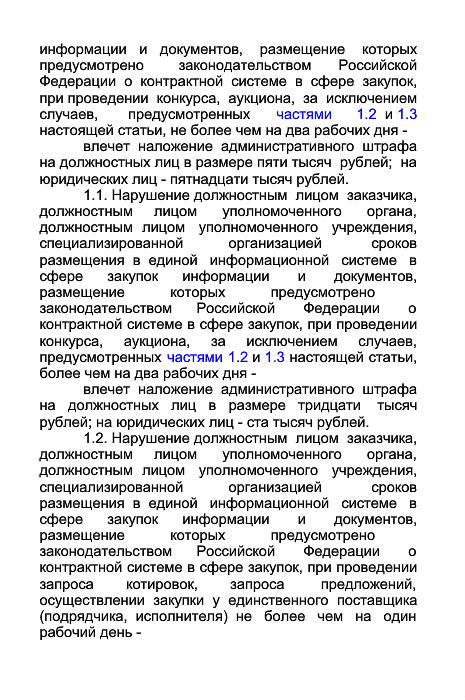 информации и документов, размещение которых
предусмотрено законодательством Российской
Федерации о контрактной системе в сфере закупок,
при проведении конкурса, аукциона, за исключением
случаев, предусмотренных частями 1.2 и 1.3
настоящей статьи, не более чем на два рабочих дня -
влечет наложение административного штрафа
на должностных лиц в размере пяти тысяч рублей; на
юридических лиц - пятнадцати тысяч рублей.
1.1. Нарушение должностным лицом заказчика,
должностным лицом уполномоченного органа,
должностным лицом уполномоченного учреждения,
специализированной организацией сроков
размещения в единой информационной системе в
сфере закупок информации и документов,
размещение которых предусмотрено
законодательством Российской Федерации о
контрактной системе в сфере закупок, при проведении
конкурса, аукциона, за исключением случаев,
предусмотренных частями 1.2 и 1.3 настоящей статьи,
более чем на два рабочих дня -
влечет наложение административного штрафа
на должностных лиц в размере тридцати тысяч
рублей; на юридических лиц - ста тысяч рублей.
1.2. Нарушение должностным лицом заказчика,
должностным лицом уполномоченного органа,
должностным лицом уполномоченного учреждения,
специализированной организацией сроков
размещения в единой информационной системе в
сфере закупок информации и документов,
размещение которых предусмотрено
законодательством Российской Федерации о
контрактной системе в сфере закупок, при проведении
запроса котировок, запроса предложений,
осуществлении закупки у единственного поставщика
(подрядчика, исполнителя) не более чем на один
рабочий день -